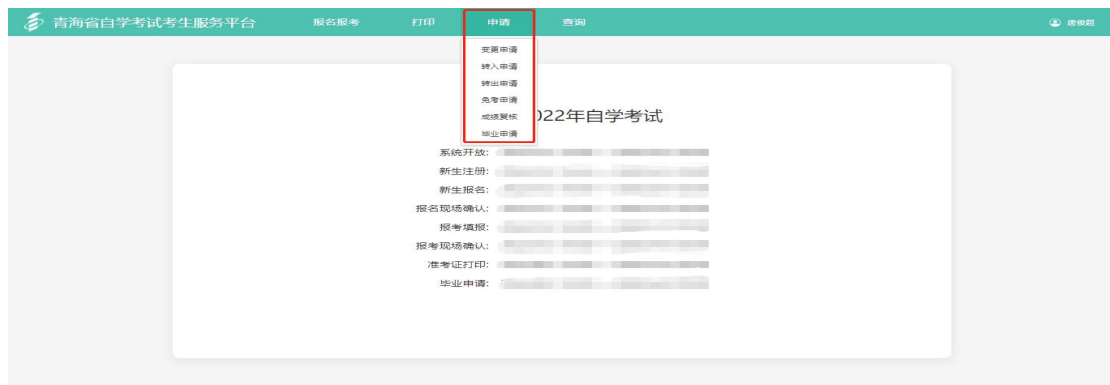 青海省自学考试考生服务平台 报名报考 打印 申请 查询 唐俊超
变更申请
转入申请
转出申请
免考申请
成绩复核
毕业申请
022年自学考试
系统开放:
新生注册:
新生报名:
报名现场确认:
报考填报:
报考现场确认:
准考证打印:
毕业申请: